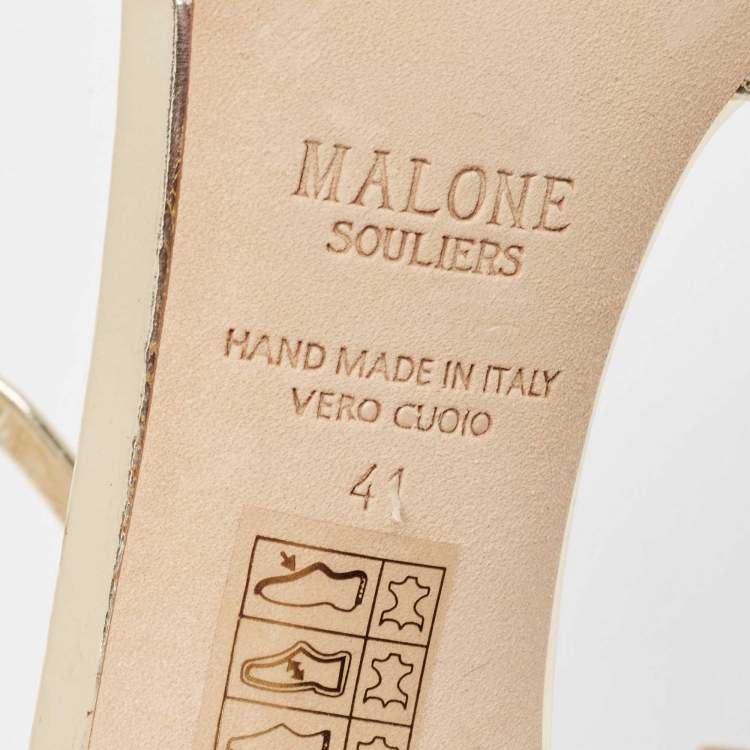 MALONE
SOULIERS
HAND MADE IN ITALY
VERO CUOIO
41